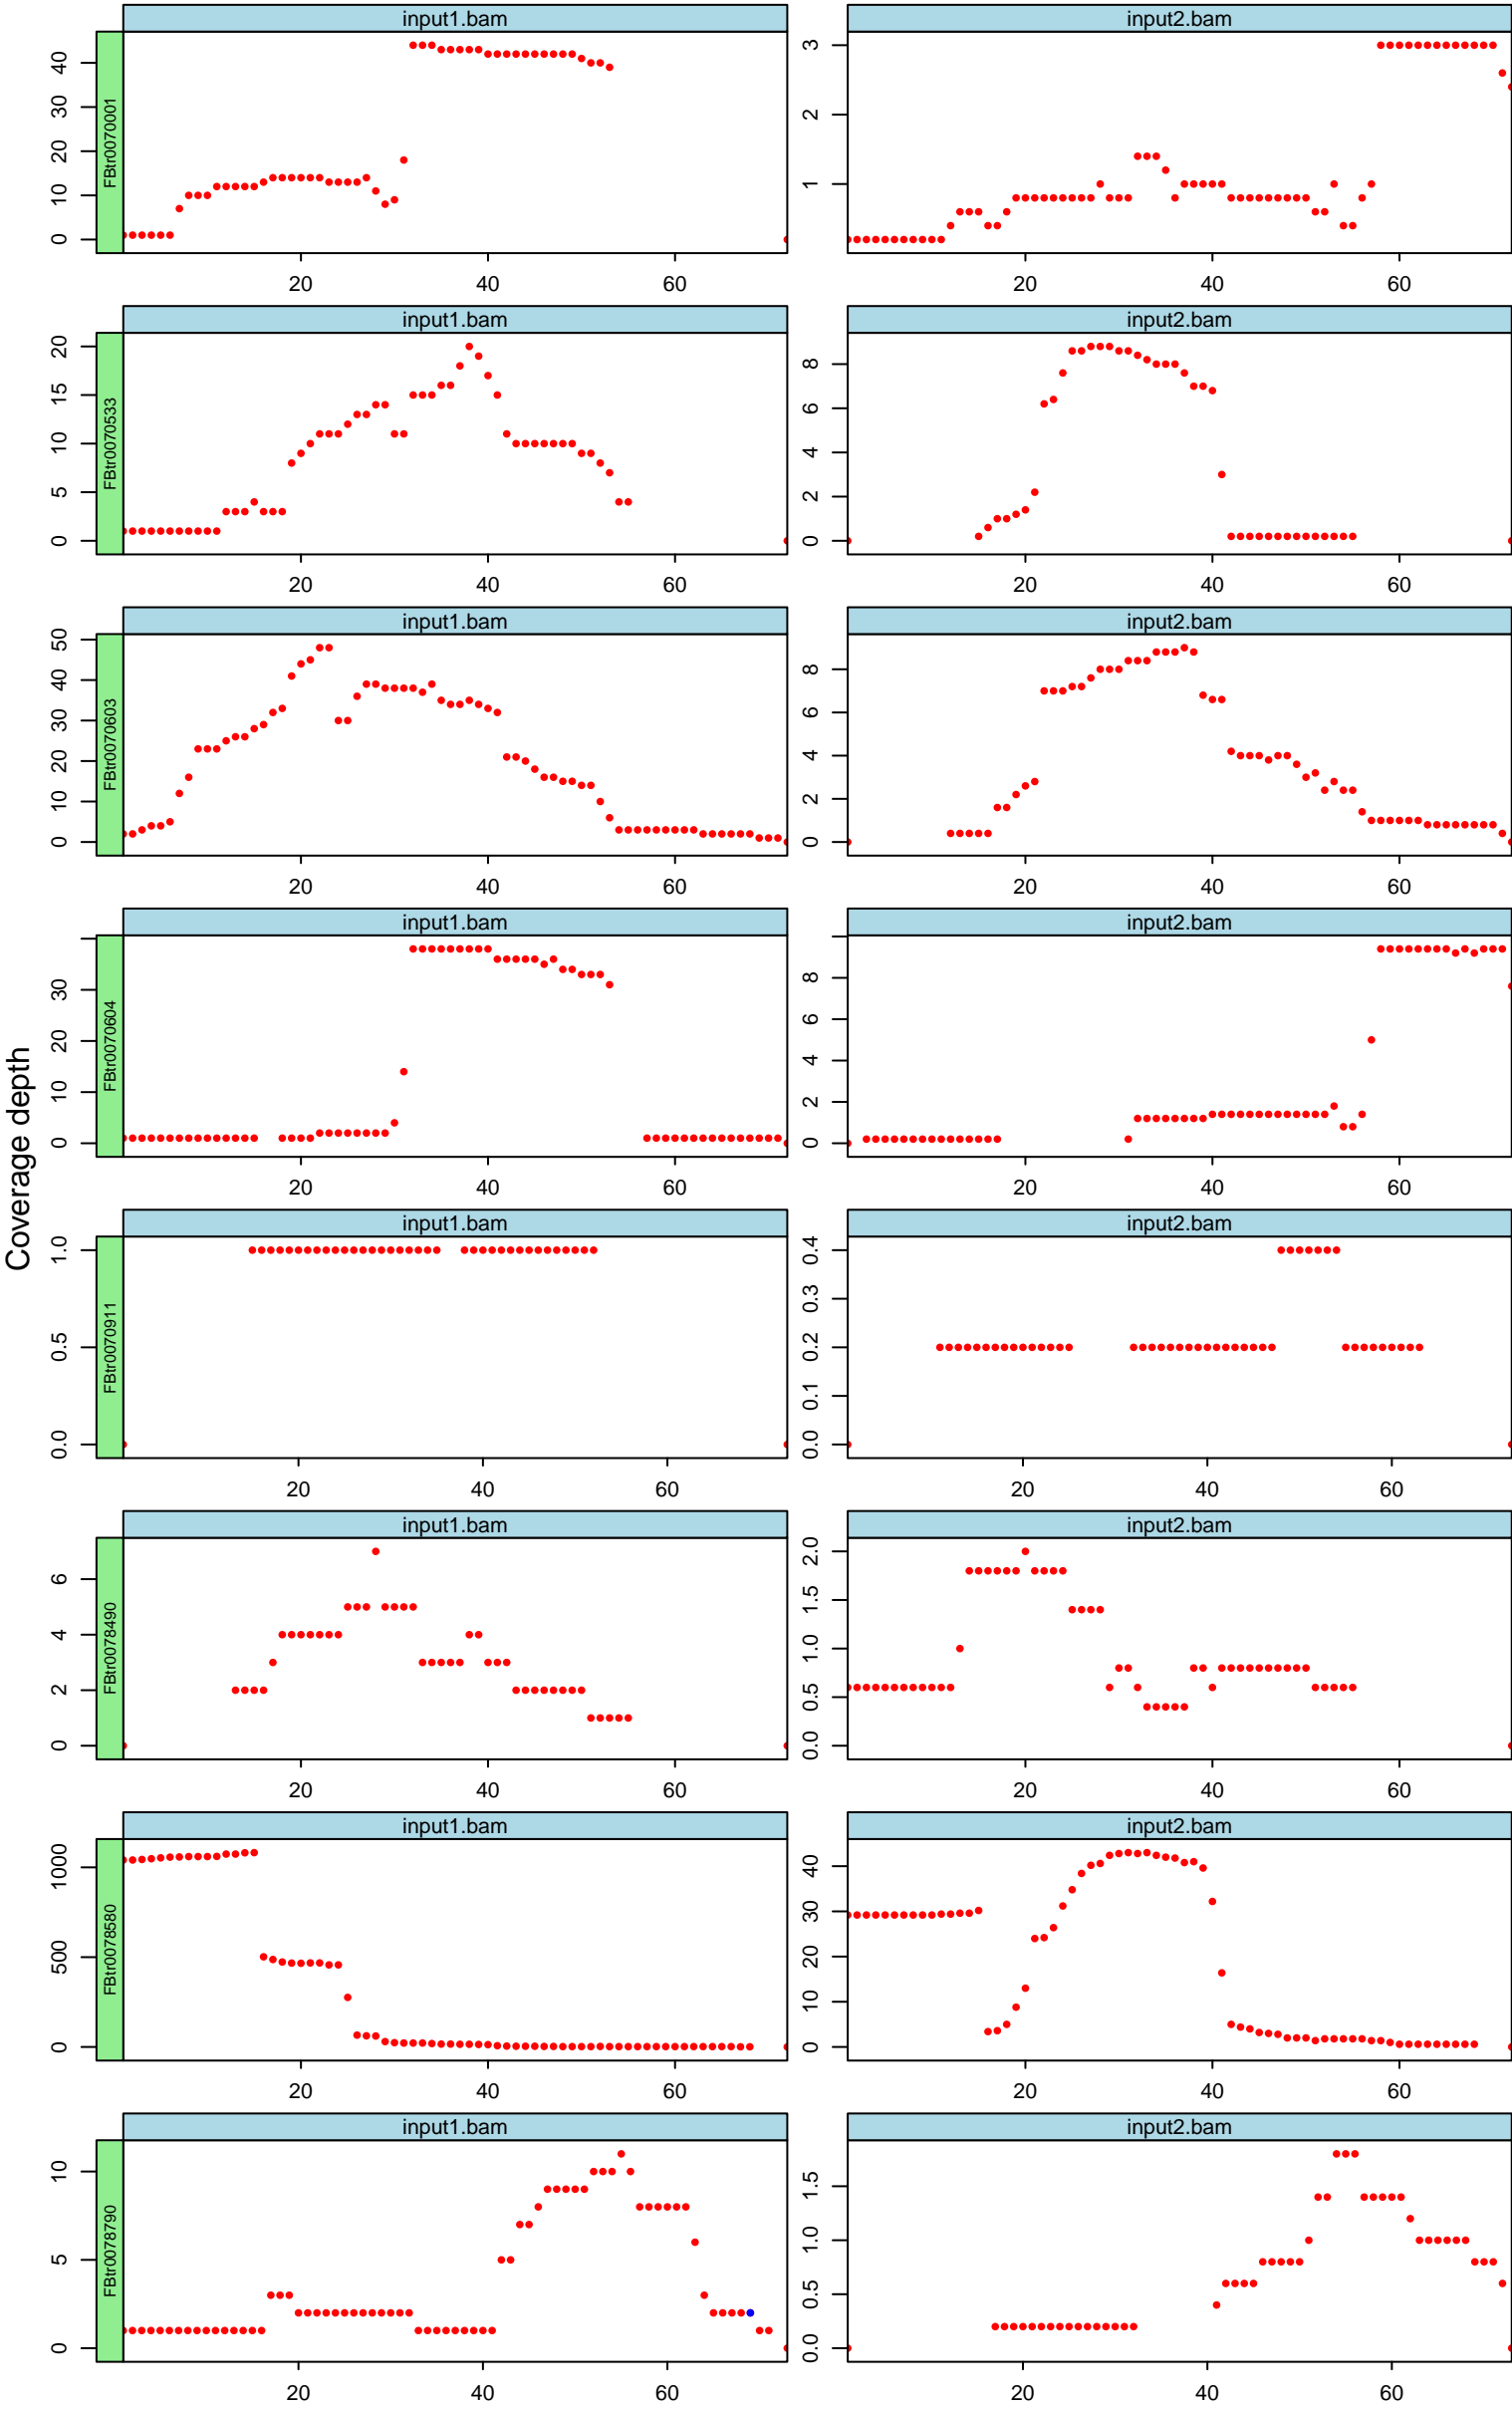 Coverage depth
input1.bam input2.bam
FBtr0070001
0 10 20 30 40
1 2 3
20 40 60 20 40 60
input1.bam input2.bam
FBtr0070533
0 5 10 15 20
0 2 4 6 8
20 40 60 20 40 60
input1.bam input2.bam
FBtr0070603
0 10 20 30 40 50
0 2 4 6 8
20 40 60 20 40 60
input1.bam input2.bam
FBtr0070604
0 10 20 30
0 2 4 6 8
20 40 60 20 40 60
input1.bam input2.bam
FBtr0070911
0.0 0.5 1.0
0.0 0.1 0.2 0.3 0.4
20 40 60 20 40 60
input1.bam input2.bam
FBtr0078490
0 2 4 6
0.0 0.5 1.0 1.5 2.0
20 40 60 20 40 60
input1.bam input2.bam
FBtr0078580
0 500 1000
0 10 20 30 40
20 40 60 20 40 60
input1.bam input2.bam
FBtr0078790
0 5 10
0.0 0.5 1.0 1.5
20 40 60 20 40 60